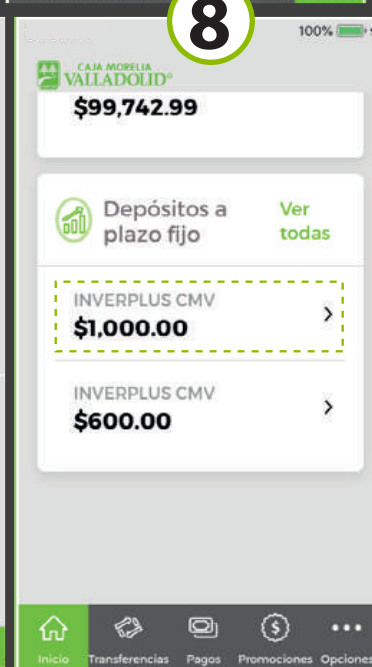 8
100%
CAJA MORELIA
VALLADOLID®
$99,742.99
Depósitos a
plazo fijo
Ver
todas
INVERPLUS CMV
$1,000.00
INVERPLUS CMV
$600.00
Inicio Transferencias Pagos Promociones Opciones